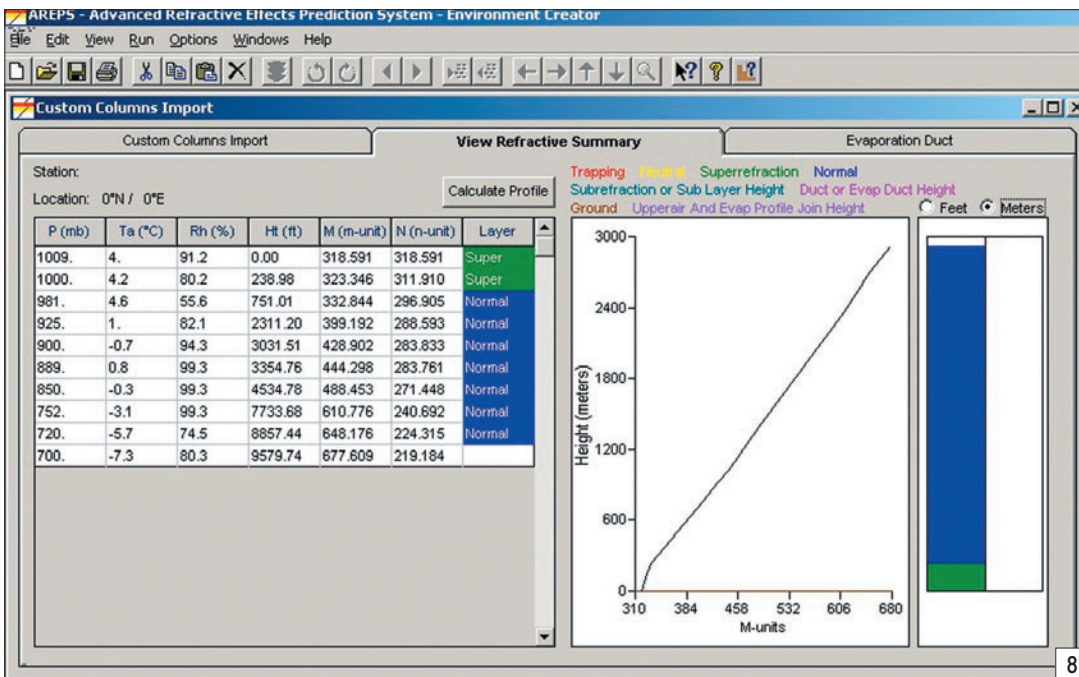 AREPS - Advanced Refractive Effects Prediction System - Environment Creator
File Edit View Run Options Windows Help
Custom Columns Import
Custom Columns Import View Refractive Summary Evaporation Duct
Station:
Location: 0°N / 0°E
Calculate Profile
Trapping Neutral Superrefraction Normal
Subrefraction or Sub Layer Height Duct or Evap Duct Height
Ground Upperair And Evap Profile Join Height
Feet Meters
P (mb) Ta (°C) Rh (%) Ht (ft) M (m-unit) N (n-unit) Layer
1009. 4. 91.2 0.00 318.591 318.591 Super
1000. 4.2 80.2 238.98 323.346 311.910 Super
981. 4.6 55.6 751.01 332.844 296.905 Normal
925. 1. 82.1 2311.20 399.192 288.593 Normal
900. -0.7 94.3 3031.51 428.902 283.833 Normal
889. 0.8 99.3 3354.76 444.298 283.761 Normal
850. -0.3 99.3 4534.78 488.453 271.448 Normal
752. -3.1 99.3 7733.68 610.776 240.692 Normal
720. -5.7 74.5 8857.44 648.176 224.315 Normal
700. -7.3 80.3 9579.74 677.609 219.184
Height (meters)
3000
2400
1800
1200
600
0
310 384 458 532 606 680
M-units
8